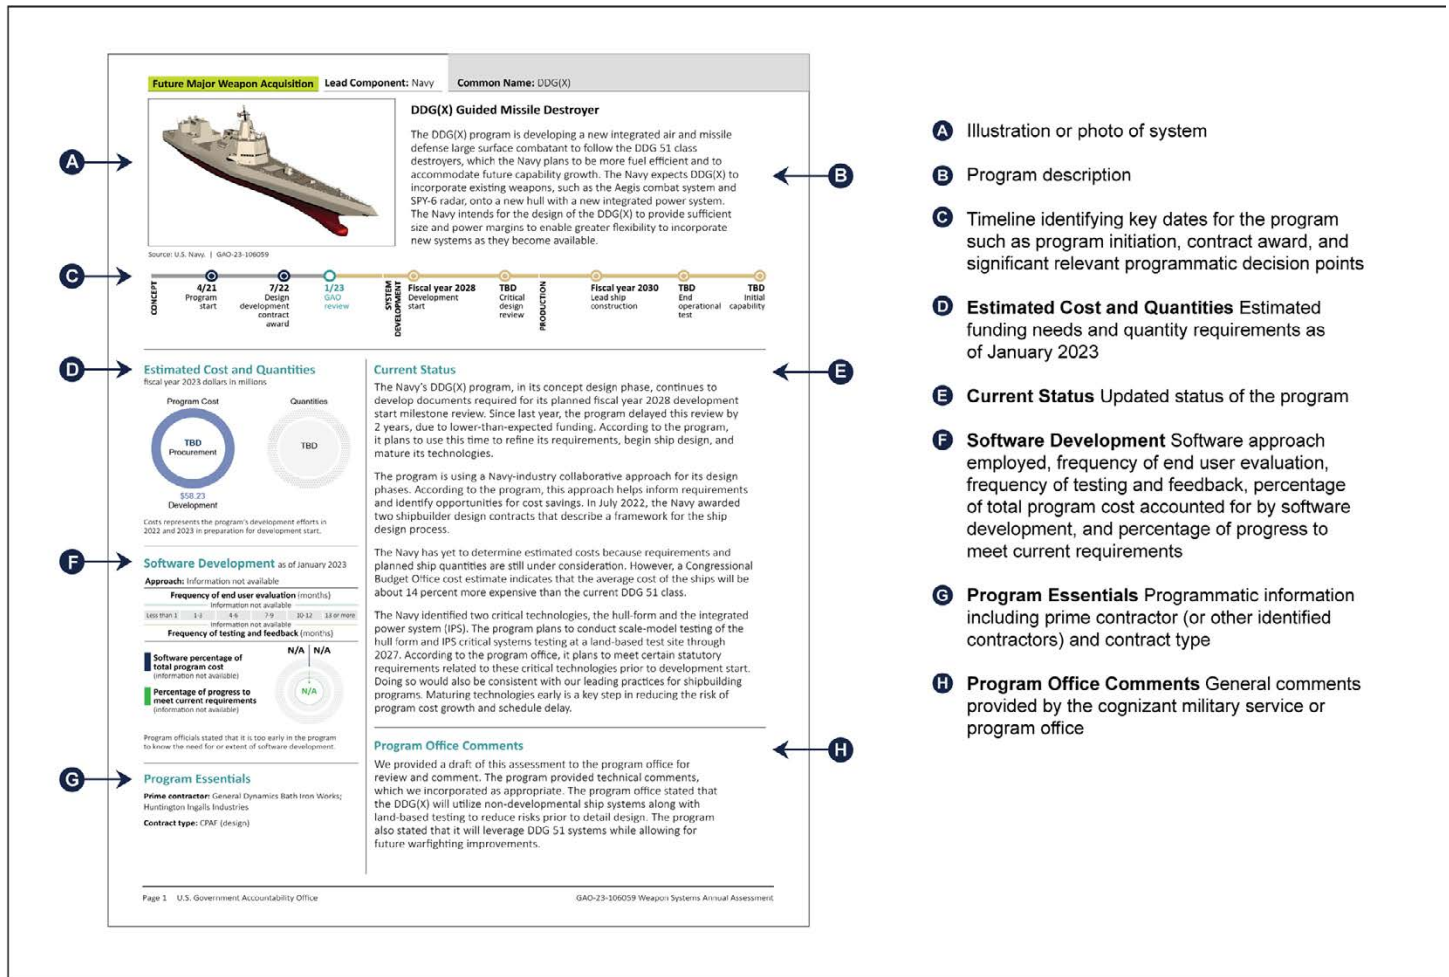 Future Major Weapon Acquisition
Lead Component: Navy
Common Name: DDG(X)
DDG(X) Guided Missile Destroyer
The DDG(X) program is developing a new integrated air and missile
defense large surface combatant to follow the DDG 51 class
destroyers, which the Navy plans to be more fuel efficient and to
accommodate future capability growth. The Navy expects DDG(X) to
incorporate existing weapons, such as the Aegis combat system and
SPY-6 radar, onto a new hull with a new integrated power system.
The Navy intends for the design of the DDG(X) to provide sufficient
size and power margins to enable greater flexibility to incorporate
new systems as they become available.
Source: U.S. Navy. | GAO-23-106059
A
B
C
CONCEPT
4/21
Program
start
7/22
Design
development
contract
award
1/23
GAO
review
SYSTEM
DEVELOPMENT
Fiscal year 2028
Development
start
TBD
Critical
design
review
PRODUCTION
Fiscal year 2030
Lead ship
construction
TBD
End
operational
test
TBD
Initial
capability
D
Estimated Cost and Quantities
fiscal year 2023 dollars in millions
Program Cost
Quantities
TBD
Procurement
TBD
$58.23
Development
Costs represents the program's development efforts in
2022 and 2023 in preparation for development start.
F
Software Development as of January 2023
Approach: Information not available
Frequency of end user evaluation (months)
Information not available
Less than 1 1-3 4-6 7-9 10-12 13 or more
Information not available
Frequency of testing and feedback (months)
N/A N/A
Software percentage of
total program cost
(information not available)
N/A
Percentage of progress to
meet current requirements
(information not available)
Program officials stated that it is too early in the program
to know the need for or extent of software development.
G
Program Essentials
Prime contractor: General Dynamics Bath Iron Works;
Huntington Ingalls Industries
Contract type: CPAF (design)
E
Current Status
The Navy's DDG(X) program, in its concept design phase, continues to
develop documents required for its planned fiscal year 2028 development
start milestone review. Since last year, the program delayed this review by
2 years, due to lower-than-expected funding. According to the program,
it plans to use this time to refine its requirements, begin ship design, and
mature its technologies.
The program is using a Navy-industry collaborative approach for its design
phases. According to the program, this approach helps inform requirements
and identify opportunities for cost savings. In July 2022, the Navy awarded
two shipbuilder design contracts that describe a framework for the ship
design process.
The Navy has yet to determine estimated costs because requirements and
planned ship quantities are still under consideration. However, a Congressional
Budget Office cost estimate indicates that the average cost of the ships will be
about 14 percent more expensive than the current DDG 51 class.
The Navy identified two critical technologies, the hull-form and the integrated
power system (IPS). The program plans to conduct scale-model testing of the
hull form and IPS critical systems testing at a land-based test site through
2027. According to the program office, it plans to meet certain statutory
requirements related to these critical technologies prior to development start.
Doing so would also be consistent with our leading practices for shipbuilding
programs. Maturing technologies early is a key step in reducing the risk of
program cost growth and schedule delay.
H
Program Office Comments
We provided a draft of this assessment to the program office for
review and comment. The program provided technical comments,
which we incorporated as appropriate. The program office stated that
the DDG(X) will utilize non-developmental ship systems along with
land-based testing to reduce risks prior to detail design. The program
also stated that it will leverage DDG 51 systems while allowing for
future warfighting improvements.
Page 1 U.S. Government Accountability Office
GAO-23-106059 Weapon Systems Annual Assessment
A Illustration or photo of system
B Program description
C Timeline identifying key dates for the program
such as program initiation, contract award, and
significant relevant programmatic decision points
D Estimated Cost and Quantities Estimated
funding needs and quantity requirements as
of January 2023
E Current Status Updated status of the program
F Software Development Software approach
employed, frequency of end user evaluation,
frequency of testing and feedback, percentage
of total program cost accounted for by software
development, and percentage of progress to
meet current requirements
G Program Essentials Programmatic information
including prime contractor (or other identified
contractors) and contract type
H Program Office Comments General comments
provided by the cognizant military service or
program office